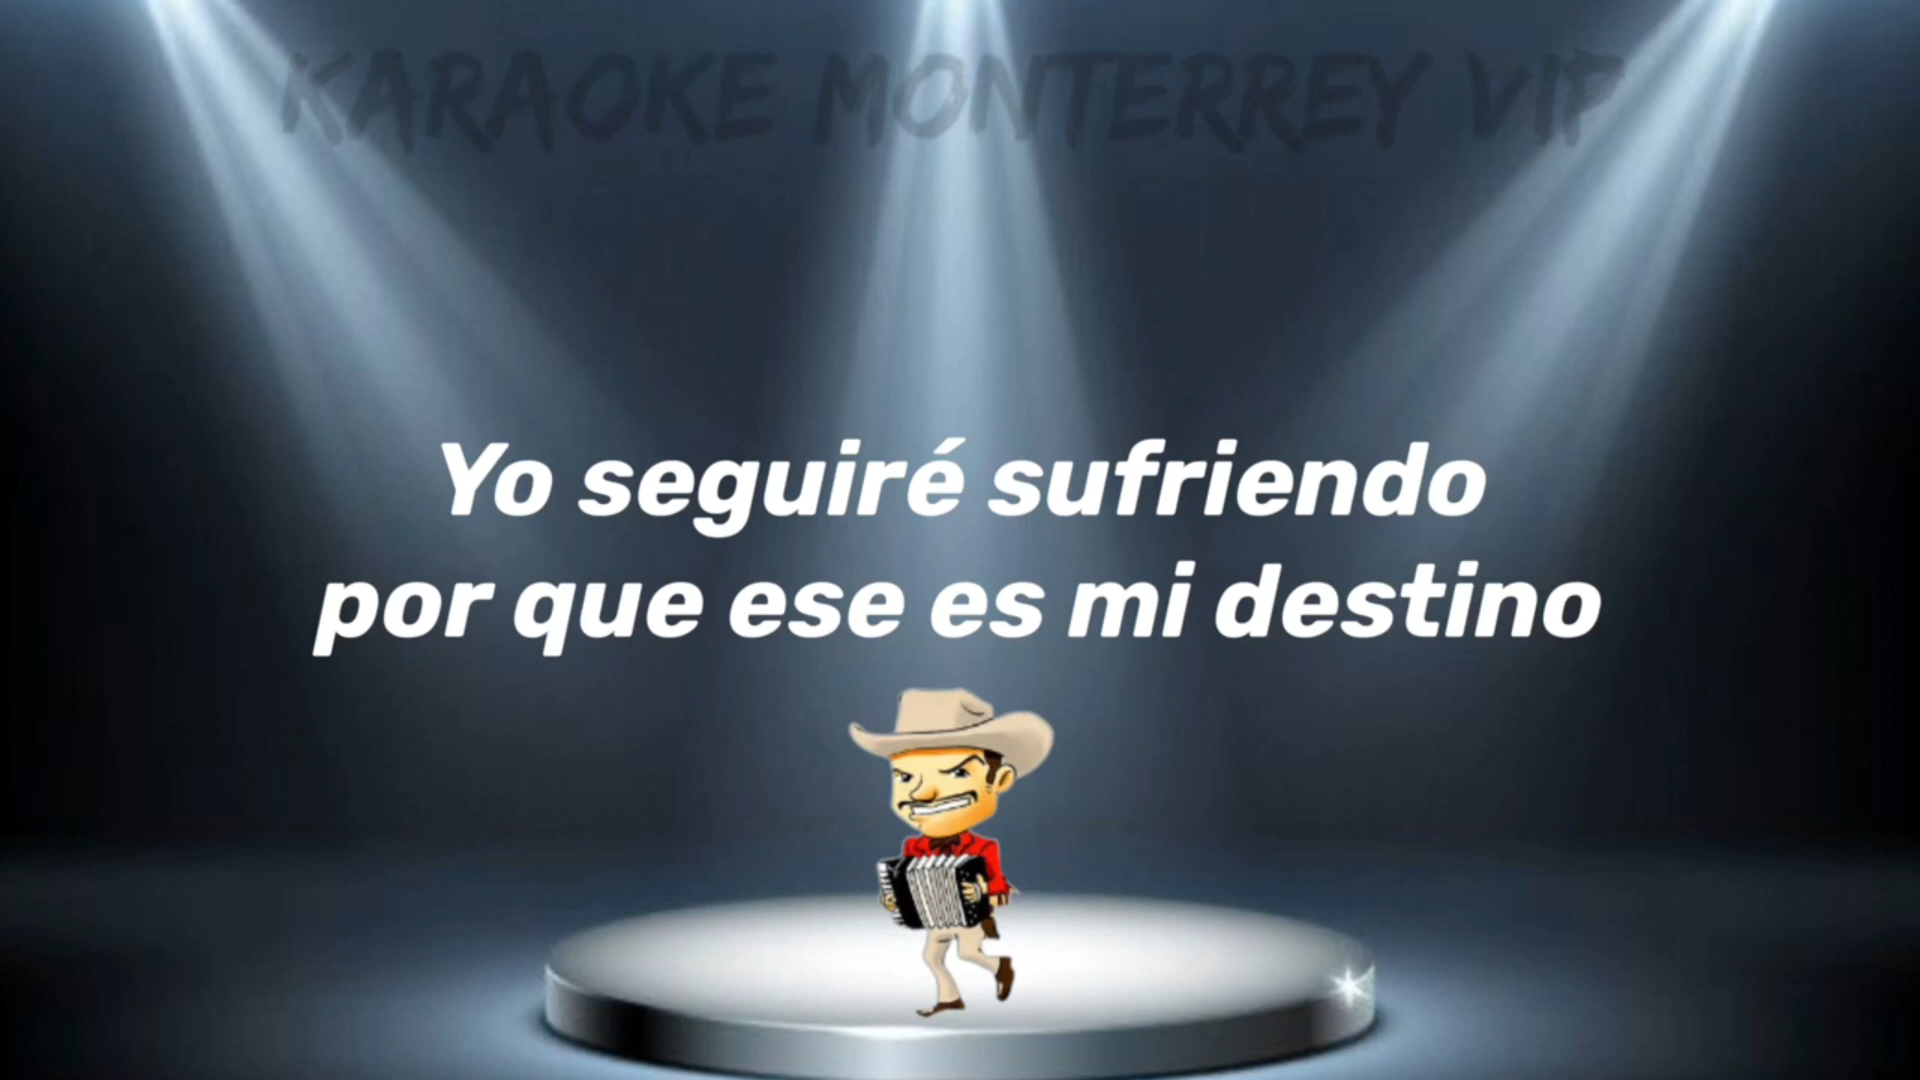 KARAOKE MONTERREY VIP
Yo seguiré sufriendo
por que ese es mi destino